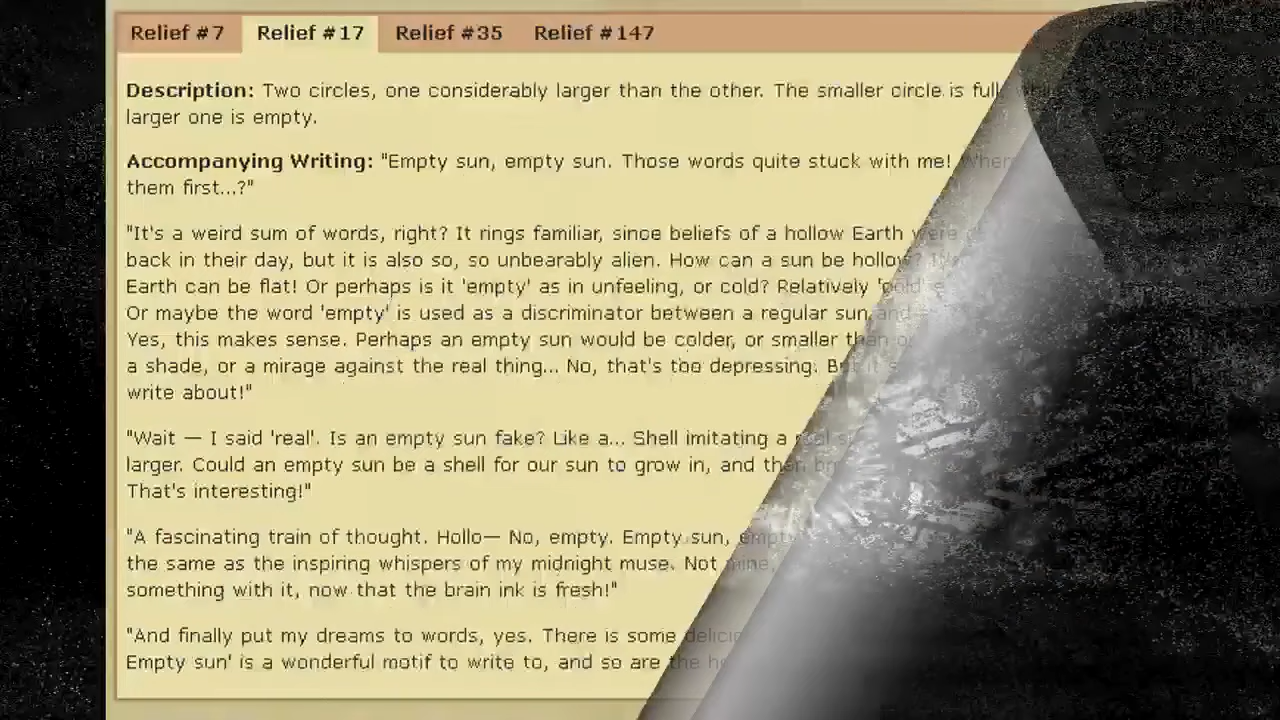 Relief #7 Relief #17 Relief #35 Relief #147
Description: Two circles, one considerably larger than the other. The smaller circle is full,
larger one is empty.
Accompanying Writing: "Empty sun, empty sun. Those words quite stuck with me! Where
them first...?"
"It's a weird sum of words, right? It rings familiar, since beliefs of a hollow Earth were
back in their day, but it is also so, so unbearably alien. How can a sun be hollow?
Earth can be flat! Or perhaps is it 'empty' as in unfeeling, or cold? Relatively 'cold'
Or maybe the word 'empty' is used as a discriminator between a regular sun and
Yes, this makes sense. Perhaps an empty sun would be colder, or smaller than
a shade, or a mirage against the real thing... No, that's too depressing. But it's
write about!"
"Wait — I said 'real'. Is an empty sun fake? Like a... Shell imitating a real
larger. Could an empty sun be a shell for our sun to grow in, and then
That's interesting!"
"A fascinating train of thought. Hollo— No, empty. Empty sun, empty
the same as the inspiring whispers of my midnight muse. Not mine,
something with it, now that the brain ink is fresh!"
"And finally put my dreams to words, yes. There is some
Empty sun' is a wonderful motif to write to, and so are the